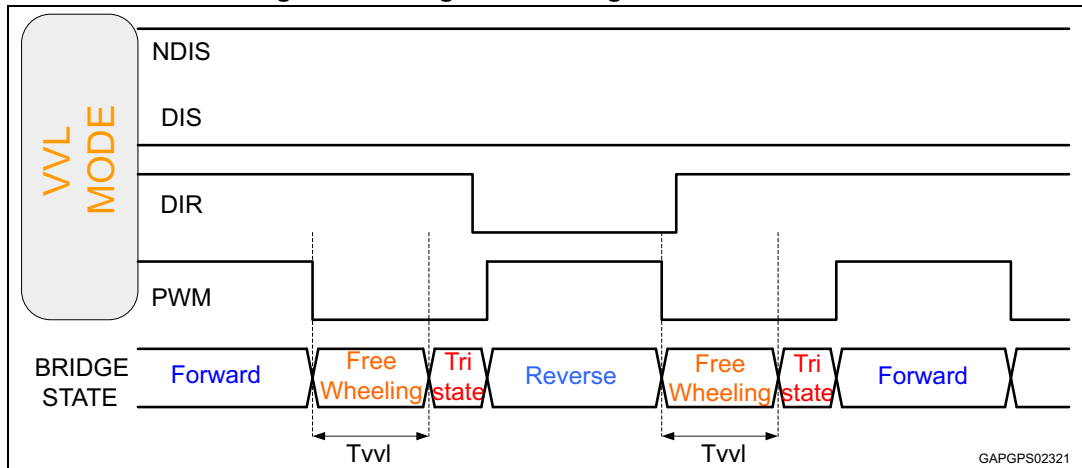 VVL
MODE
NDIS
DIS
DIR
PWM
BRIDGE
STATE
Forward
Free
Wheeling
Tri
state
Reverse
Free
Wheeling
Tri
state
Forward
Tvvl
Tvvl
GAPGPS02321